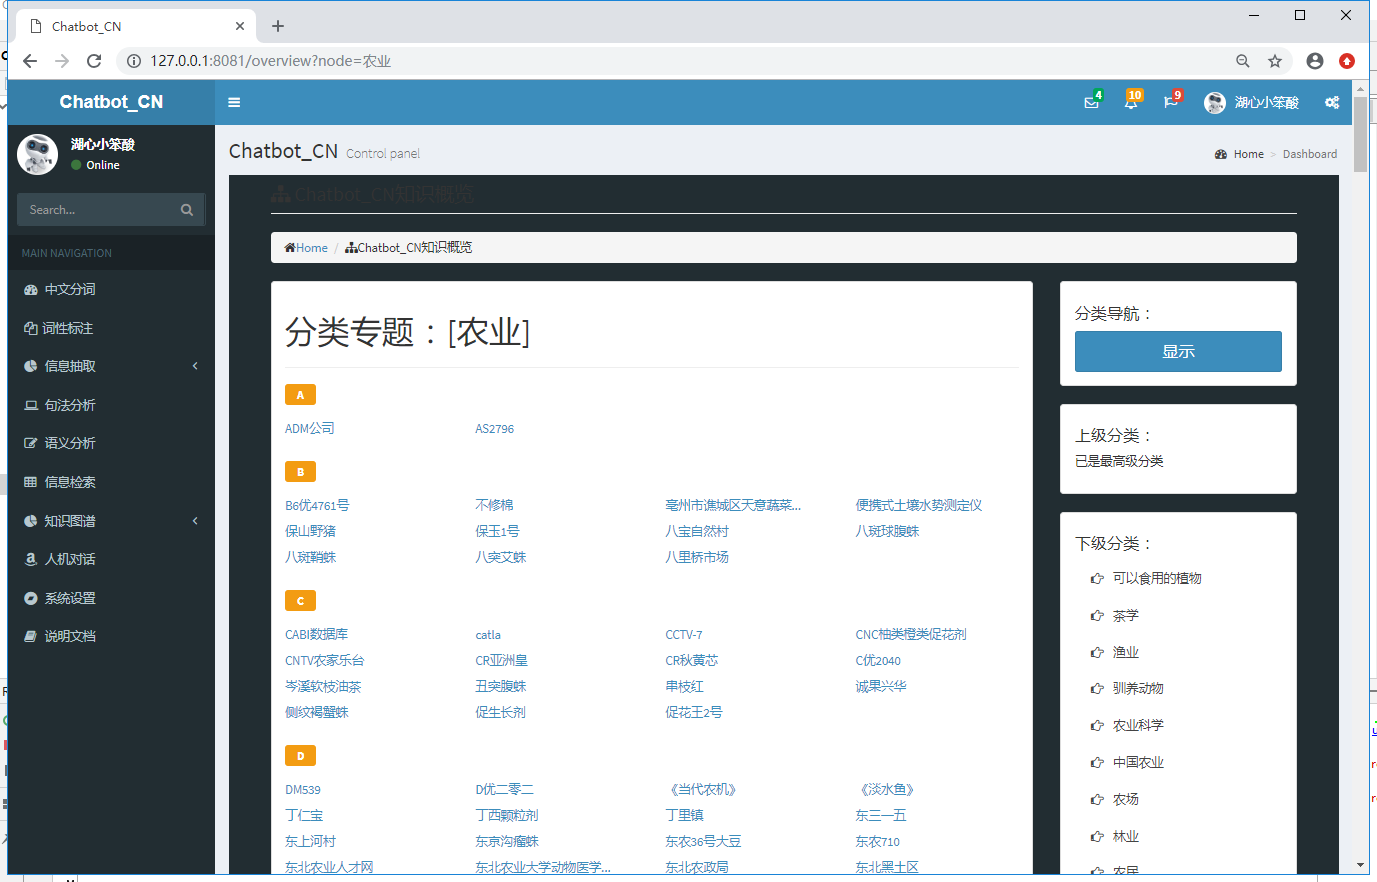 Chatbot_CN
127.0.0.1:8081/overview?node=农业
Chatbot_CN
4
10
9
湖心小笨酸
湖心小笨酸
Online
Search...
MAIN NAVIGATION
中文分词
词性标注
信息抽取
句法分析
语义分析
信息检索
知识图谱
人机对话
系统设置
说明文档
Chatbot_CN Control panel
Home > Dashboard
Chatbot_CN知识概览
Home / Chatbot_CN知识概览
分类专题：[农业]
A
ADM公司 AS2796
B
B6优4761号 不修棉 亳州市谯城区天意蔬菜... 便携式土壤水势测定仪
保山野猪 保玉1号 八宝自然村 八斑球腹蛛
八斑鞘蛛 八突艾蛛 八里桥市场
C
CABI数据库 catla CCTV-7 CNC柚类橙类促花剂
CNTV农家乐台 CR亚洲皇 CR秋黄芯 C优2040
岑溪软枝油茶 丑突腹蛛 串枝红 诚果兴华
侧纹褐蟹蛛 促生长剂 促花王2号
D
DM539 D优二零二 《当代农机》 《淡水鱼》
丁仁宝 丁西颗粒剂 丁里镇 东三一五
东上河村 东京沟瘤蛛 东农36号大豆 东农710
东北农业人才网 东北农业大学动物医学... 东北农政局 东北黑土区
分类导航：
显示
上级分类：
已是最高级分类
下级分类：
可以食用的植物
茶学
渔业
驯养动物
农业科学
中国农业
农场
林业
农民